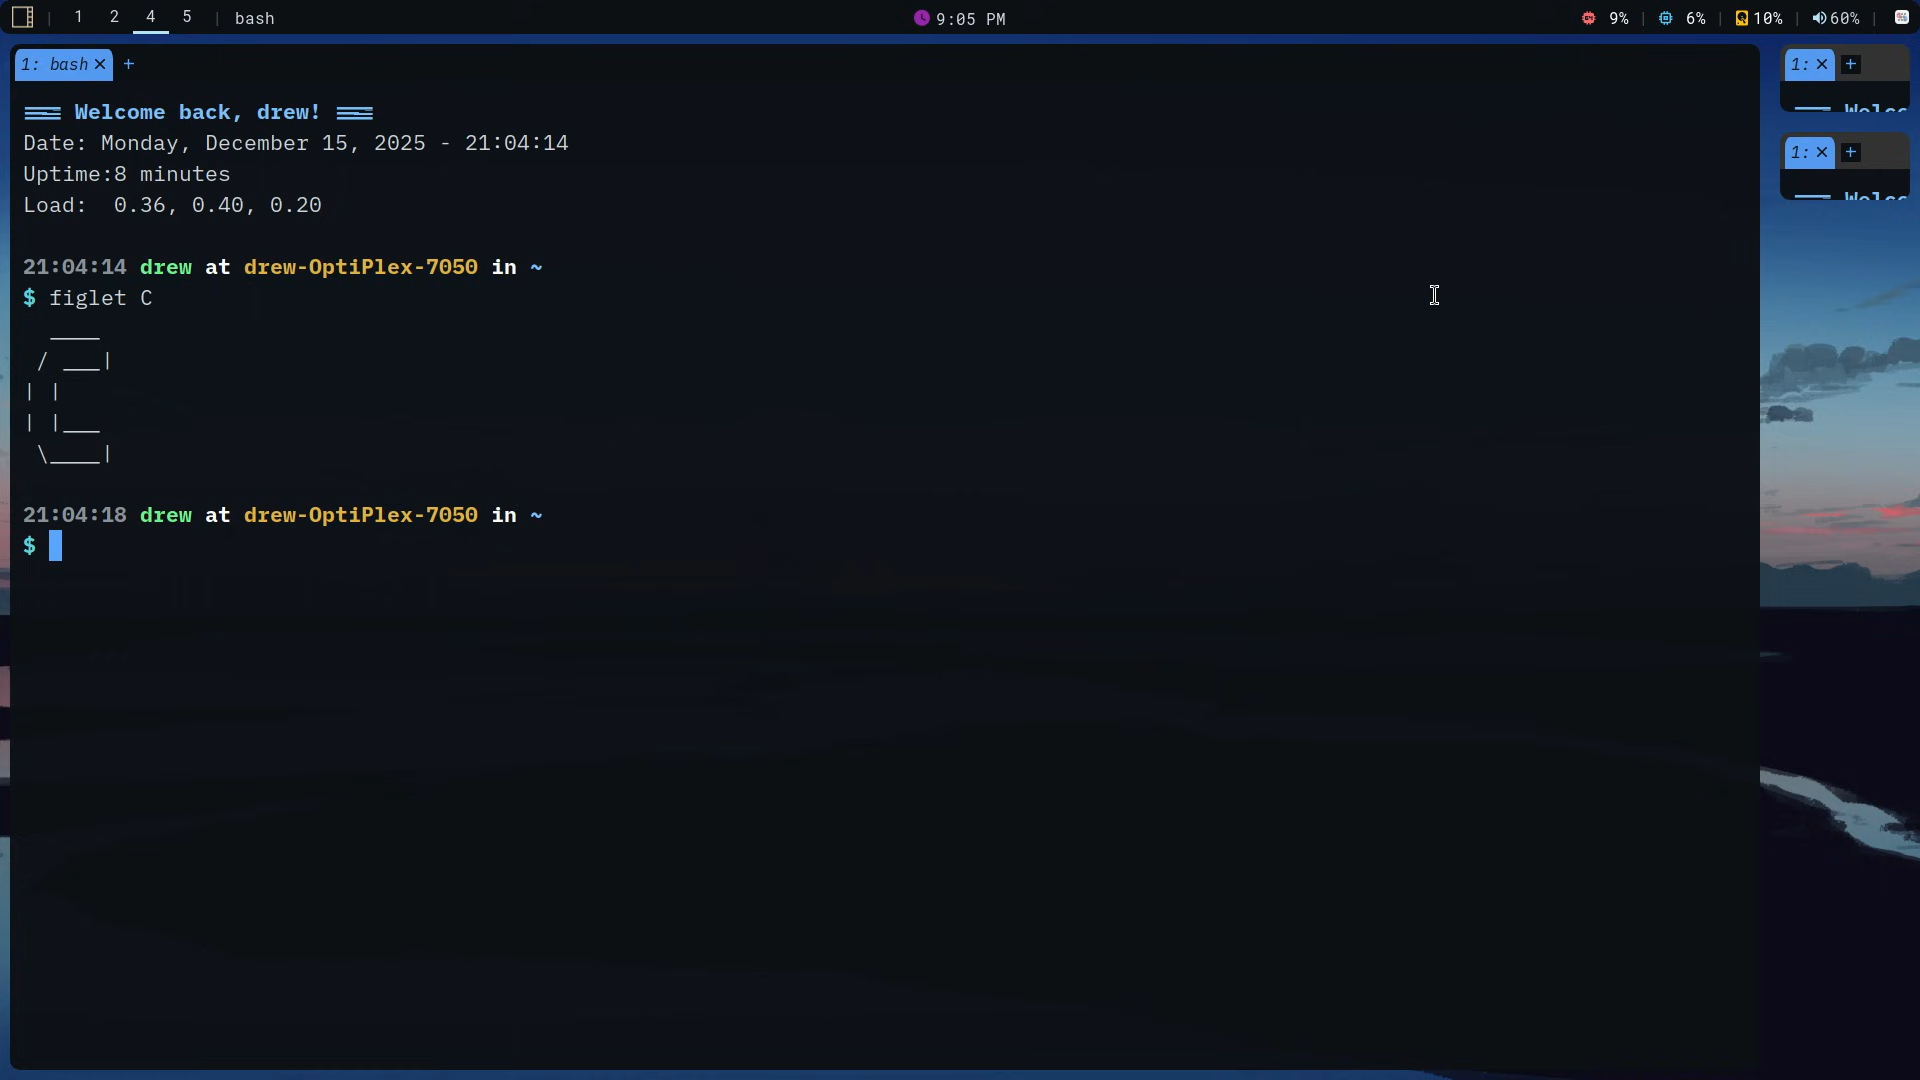 1 2 4 5 | bash
9:05 PM
9% | 6% | 10% | 60% |
1: bash × +
═══ Welcome back, drew! ═══
Date: Monday, December 15, 2025 - 21:04:14
Uptime:8 minutes
Load:  0.36, 0.40, 0.20
21:04:14 drew at drew-OptiPlex-7050 in ~
$ figlet C
   ____
  / ___|
 | |
 | |___
  \____|
21:04:18 drew at drew-OptiPlex-7050 in ~
$
1: × +
1: × +